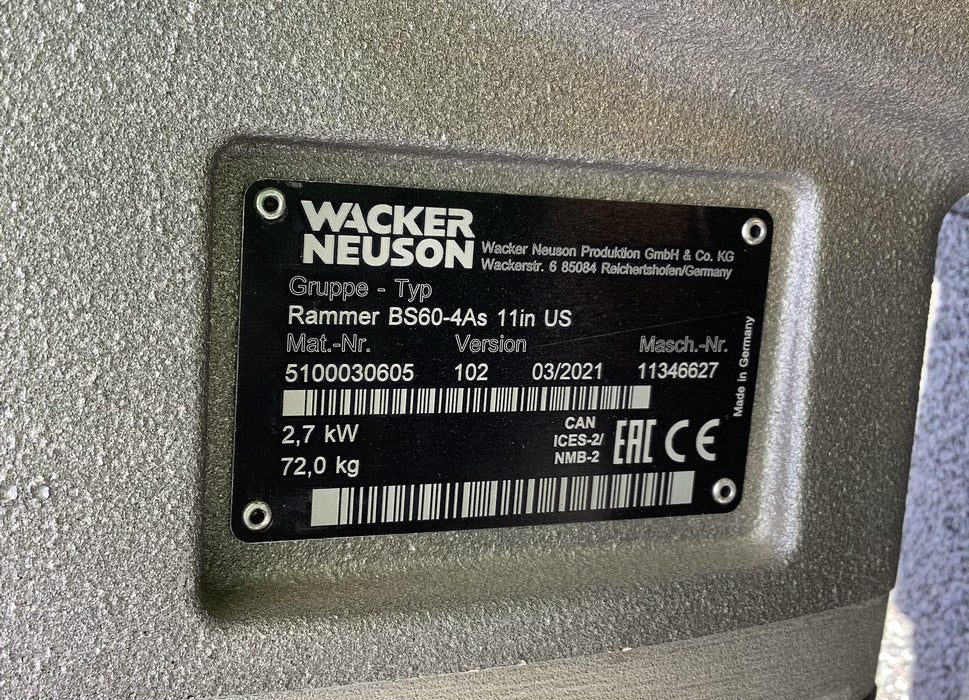 WACKER
NEUSON
Wacker Neuson Produktion GmbH & Co. KG
Wackerstr. 6 85084 Reichertshofen/Germany
Gruppe - Typ
Rammer BS60-4As 11in US
Mat.-Nr. Version Masch.-Nr.
5100030605 102 03/2021 11346627
2,7 kW
72,0 kg
CAN
ICES-2/
NMB-2
EAC CE
Made in Germany